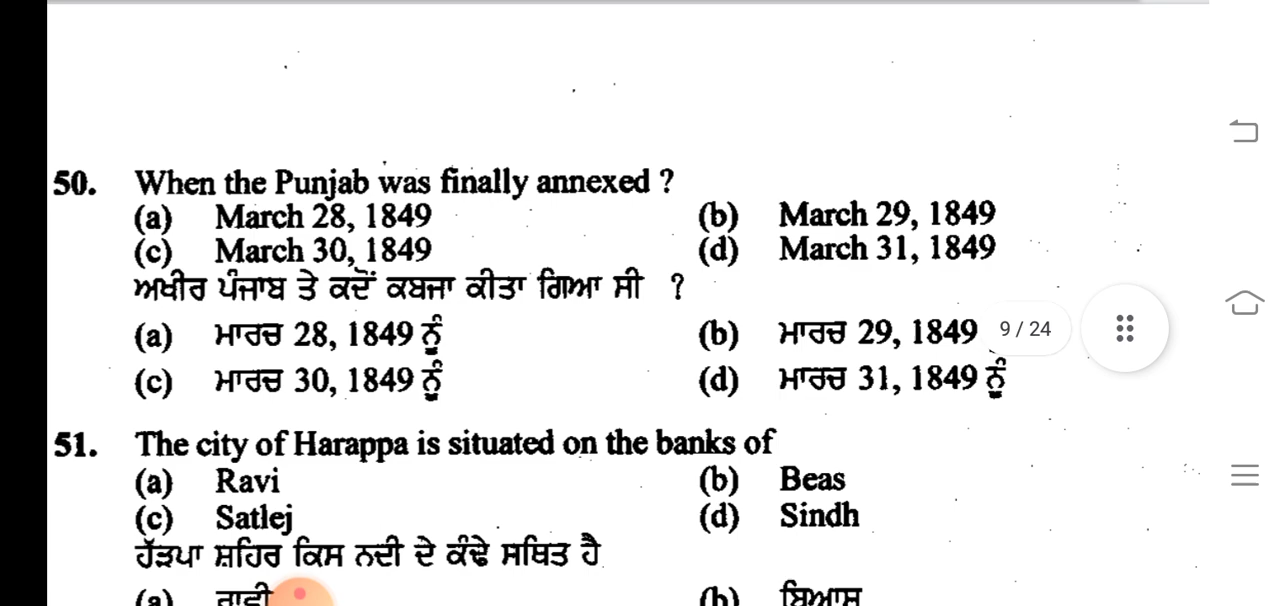 50. When the Punjab was finally annexed ?
(a) March 28, 1849 (b) March 29, 1849
(c) March 30, 1849 (d) March 31, 1849
ਅਖੀਰ ਪੰਜਾਬ ਤੇ ਕਦੋਂ ਕਬਜਾ ਕੀਤਾ ਗਿਆ ਸੀ ?
(a) ਮਾਰਚ 28, 1849 ਨੂੰ (b) ਮਾਰਚ 29, 1849
9 / 24
(c) ਮਾਰਚ 30, 1849 ਨੂੰ (d) ਮਾਰਚ 31, 1849 ਨੂੰ
51. The city of Harappa is situated on the banks of
(a) Ravi (b) Beas
(c) Satlej (d) Sindh
ਹੱੜਪਾ ਸ਼ਹਿਰ ਕਿਸ ਨਦੀ ਦੇ ਕੰਢੇ ਸਥਿਤ ਹੈ
(a) ਰਾਵੀ (b) ਬਿਆਸ